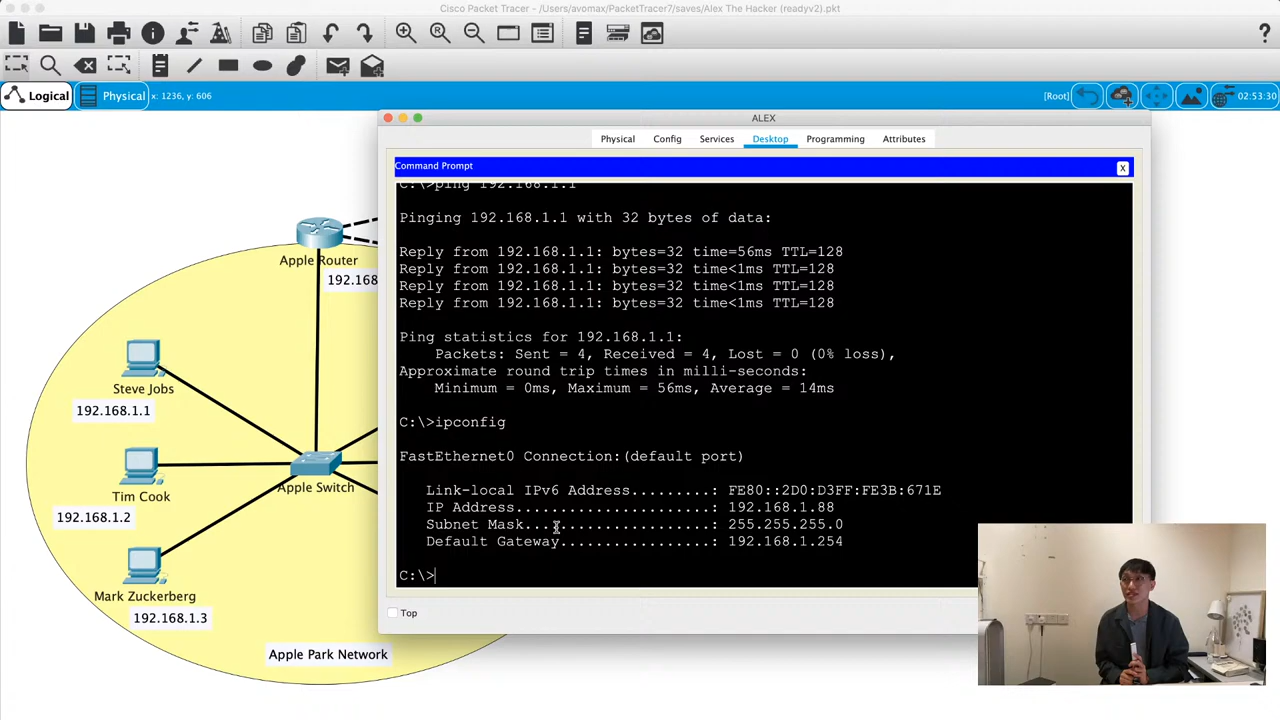 Cisco Packet Tracer - /Users/avomax/PacketTracer7/saves/Alex The Hacker (readyv2).pkt
Logical
Physical
x: 1236, y: 606
[Root]
02:53:30
ALEX
Physical
Config
Services
Desktop
Programming
Attributes
Command Prompt
X
C:\>ping 192.168.1.1
Pinging 192.168.1.1 with 32 bytes of data:
Reply from 192.168.1.1: bytes=32 time=56ms TTL=128
Reply from 192.168.1.1: bytes=32 time<1ms TTL=128
Reply from 192.168.1.1: bytes=32 time<1ms TTL=128
Reply from 192.168.1.1: bytes=32 time<1ms TTL=128
Ping statistics for 192.168.1.1:
Packets: Sent = 4, Received = 4, Lost = 0 (0% loss),
Approximate round trip times in milli-seconds:
Minimum = 0ms, Maximum = 56ms, Average = 14ms
C:\>ipconfig
FastEthernet0 Connection:(default port)
Link-local IPv6 Address.........: FE80::2D0:D3FF:FE3B:671E
IP Address......................: 192.168.1.88
Subnet Mask.....................: 255.255.255.0
Default Gateway.................: 192.168.1.254
C:\>
Top
Apple Router
192.168
Steve Jobs
192.168.1.1
Tim Cook
192.168.1.2
Apple Switch
Mark Zuckerberg
192.168.1.3
Apple Park Network